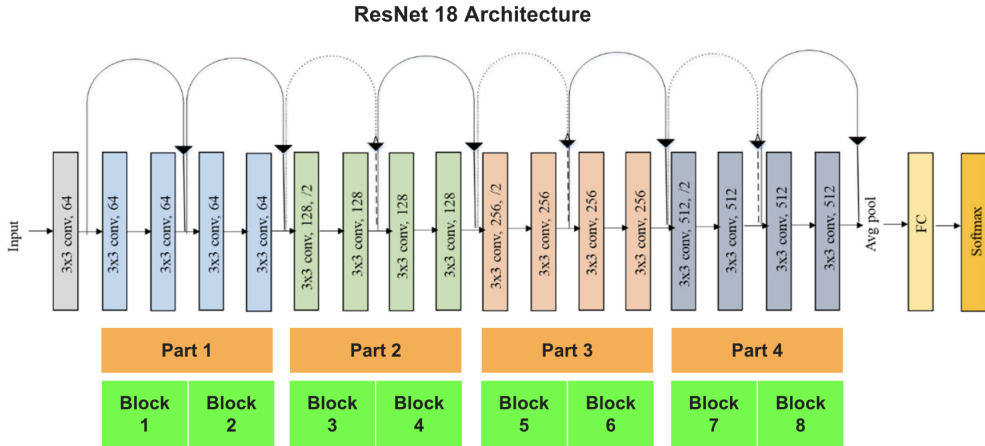 ResNet 18 Architecture
Input
3x3 conv, 64
3x3 conv, 64
3x3 conv, 64
3x3 conv, 64
3x3 conv, 64
3x3 conv, 128, /2
3x3 conv, 128
3x3 conv, 128
3x3 conv, 128
3x3 conv, 256, /2
3x3 conv, 256
3x3 conv, 256
3x3 conv, 256
3x3 conv, 512, /2
3x3 conv, 512
3x3 conv, 512
3x3 conv, 512
Avg pool
FC
Softmax
Part 1
Part 2
Part 3
Part 4
Block
1
Block
2
Block
3
Block
4
Block
5
Block
6
Block
7
Block
8